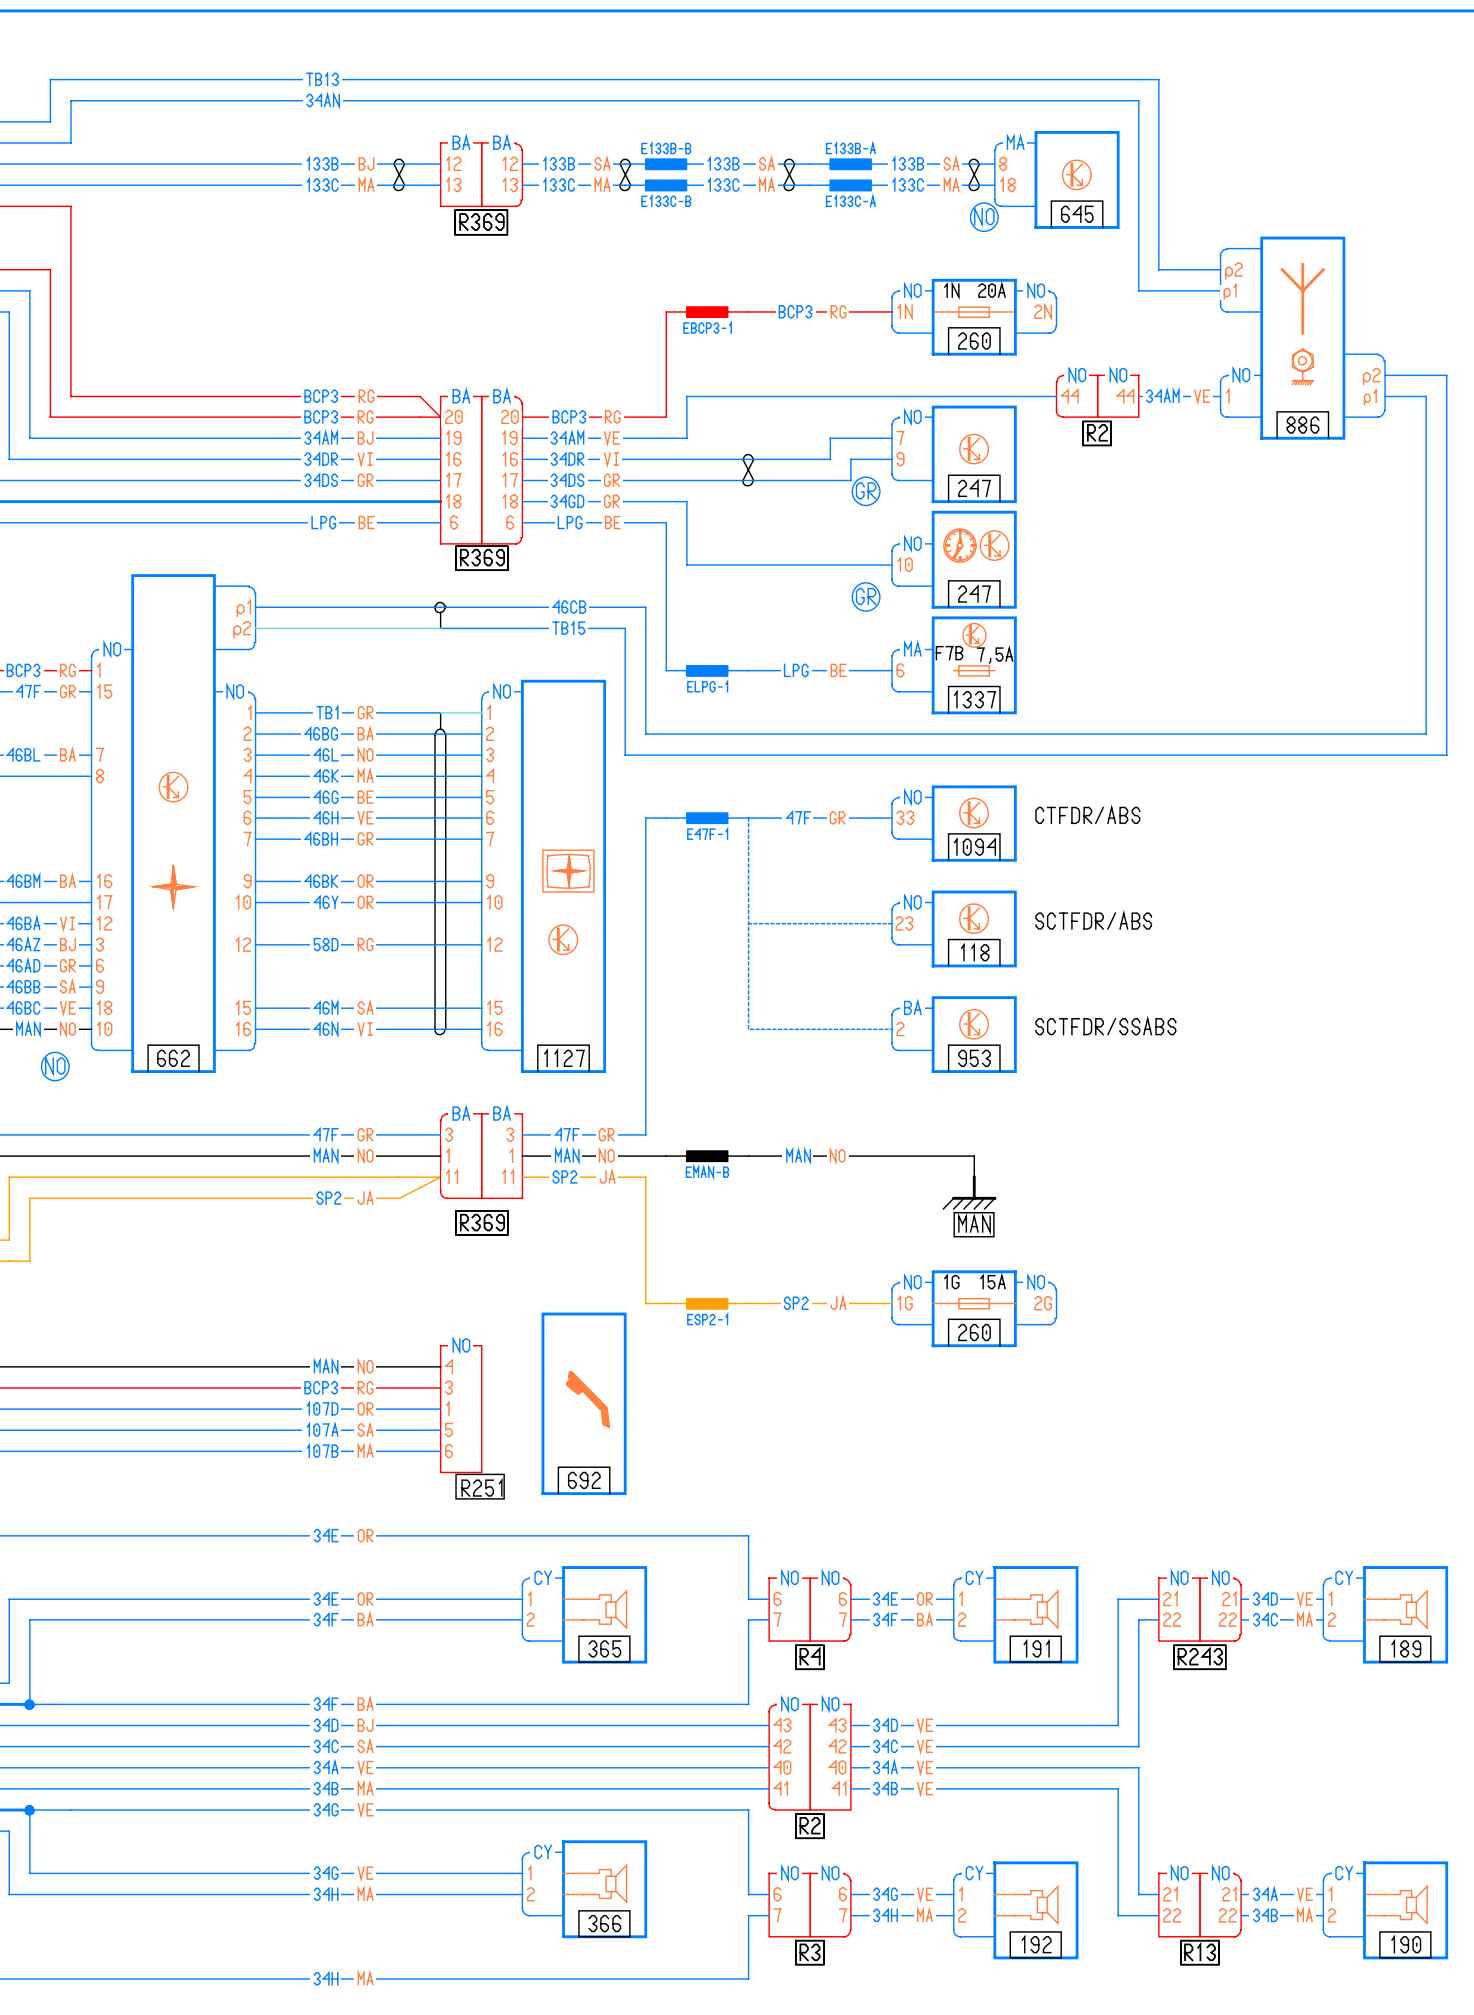 TB13
34AN
BA BA
E133B-B E133B-A
MA
133B BJ 12 12 133B SA 133B SA 133B SA 8
133C MA 13 13 133C MA 133C MA 133C MA 18
E133C-B E133C-A
R369 NO 645
p2
p1
NO 1N 20A NO
BCP3 RG 1N 2N
EBCP3-1
260
NO NO NO p2
BCP3 RG BA BA 44 44 34AM VE 1 p1
BCP3 RG 20 20 BCP3 RG NO R2 886
34AM BJ 19 19 34AM VE 7
34DR VI 16 16 34DR VI 9
34DS GR 17 17 34DS GR GR 247
18 18 34GD GR
LPG BE 6 6 LPG BE
R369 NO
10
GR 247
p1 46CB
p2 TB15
NO MA F7B 7,5A
BCP3 RG 1 LPG BE 6
ELPG-1 1337
47F GR 15 NO NO
1 TB1 GR 1
2 46BG BA 2
46BL BA 7 3 46L NO 3
8 4 46K MA 4
5 46G BE 5
6 46H VE 6
7 46BH GR 7
NO
47F GR 33 CTFDR/ABS
E47F-1 1094
46BM BA 16 9 46BK OR 9
17 10 46Y OR 10
NO
46BA VI 12 23 SCTFDR/ABS
46AZ BJ 3 12 58D RG 12 118
46AD GR 6
46BB SA 9
46BC VE 18 15 46M SA 15 BA
MAN NO 10 16 46N VI 16 2 SCTFDR/SSABS
NO 662 1127 953
BA BA
47F GR 3 3 47F GR
MAN NO 1 1 MAN NO MAN NO
EMAN-B
11 11 SP2 JA
SP2 JA
R369 MAN
NO 1G 15A NO
SP2 JA 1G 2G
ESP2-1 260
NO
MAN NO 4
BCP3 RG 3
107D OR 1
107A SA 5
107B MA 6
R251 692
34E OR
CY NO NO CY NO NO CY
34E OR 1 6 6 34E OR 1 21 21 34D VE 1
34F BA 2 7 7 34F BA 2 22 22 34C MA 2
365 R4 191 R243 189
34F BA NO NO
34D BJ 43 43 34D VE
34C SA 42 42 34C VE
34A VE 40 40 34A VE
34B MA 41 41 34B VE
34G VE R2
CY NO NO CY NO NO CY
34G VE 1
34H MA 2 6 6 34G VE 1 21 21 34A VE 1
366 7 7 34H MA 2 22 22 34B MA 2
R3 192 R13 190
34H MA